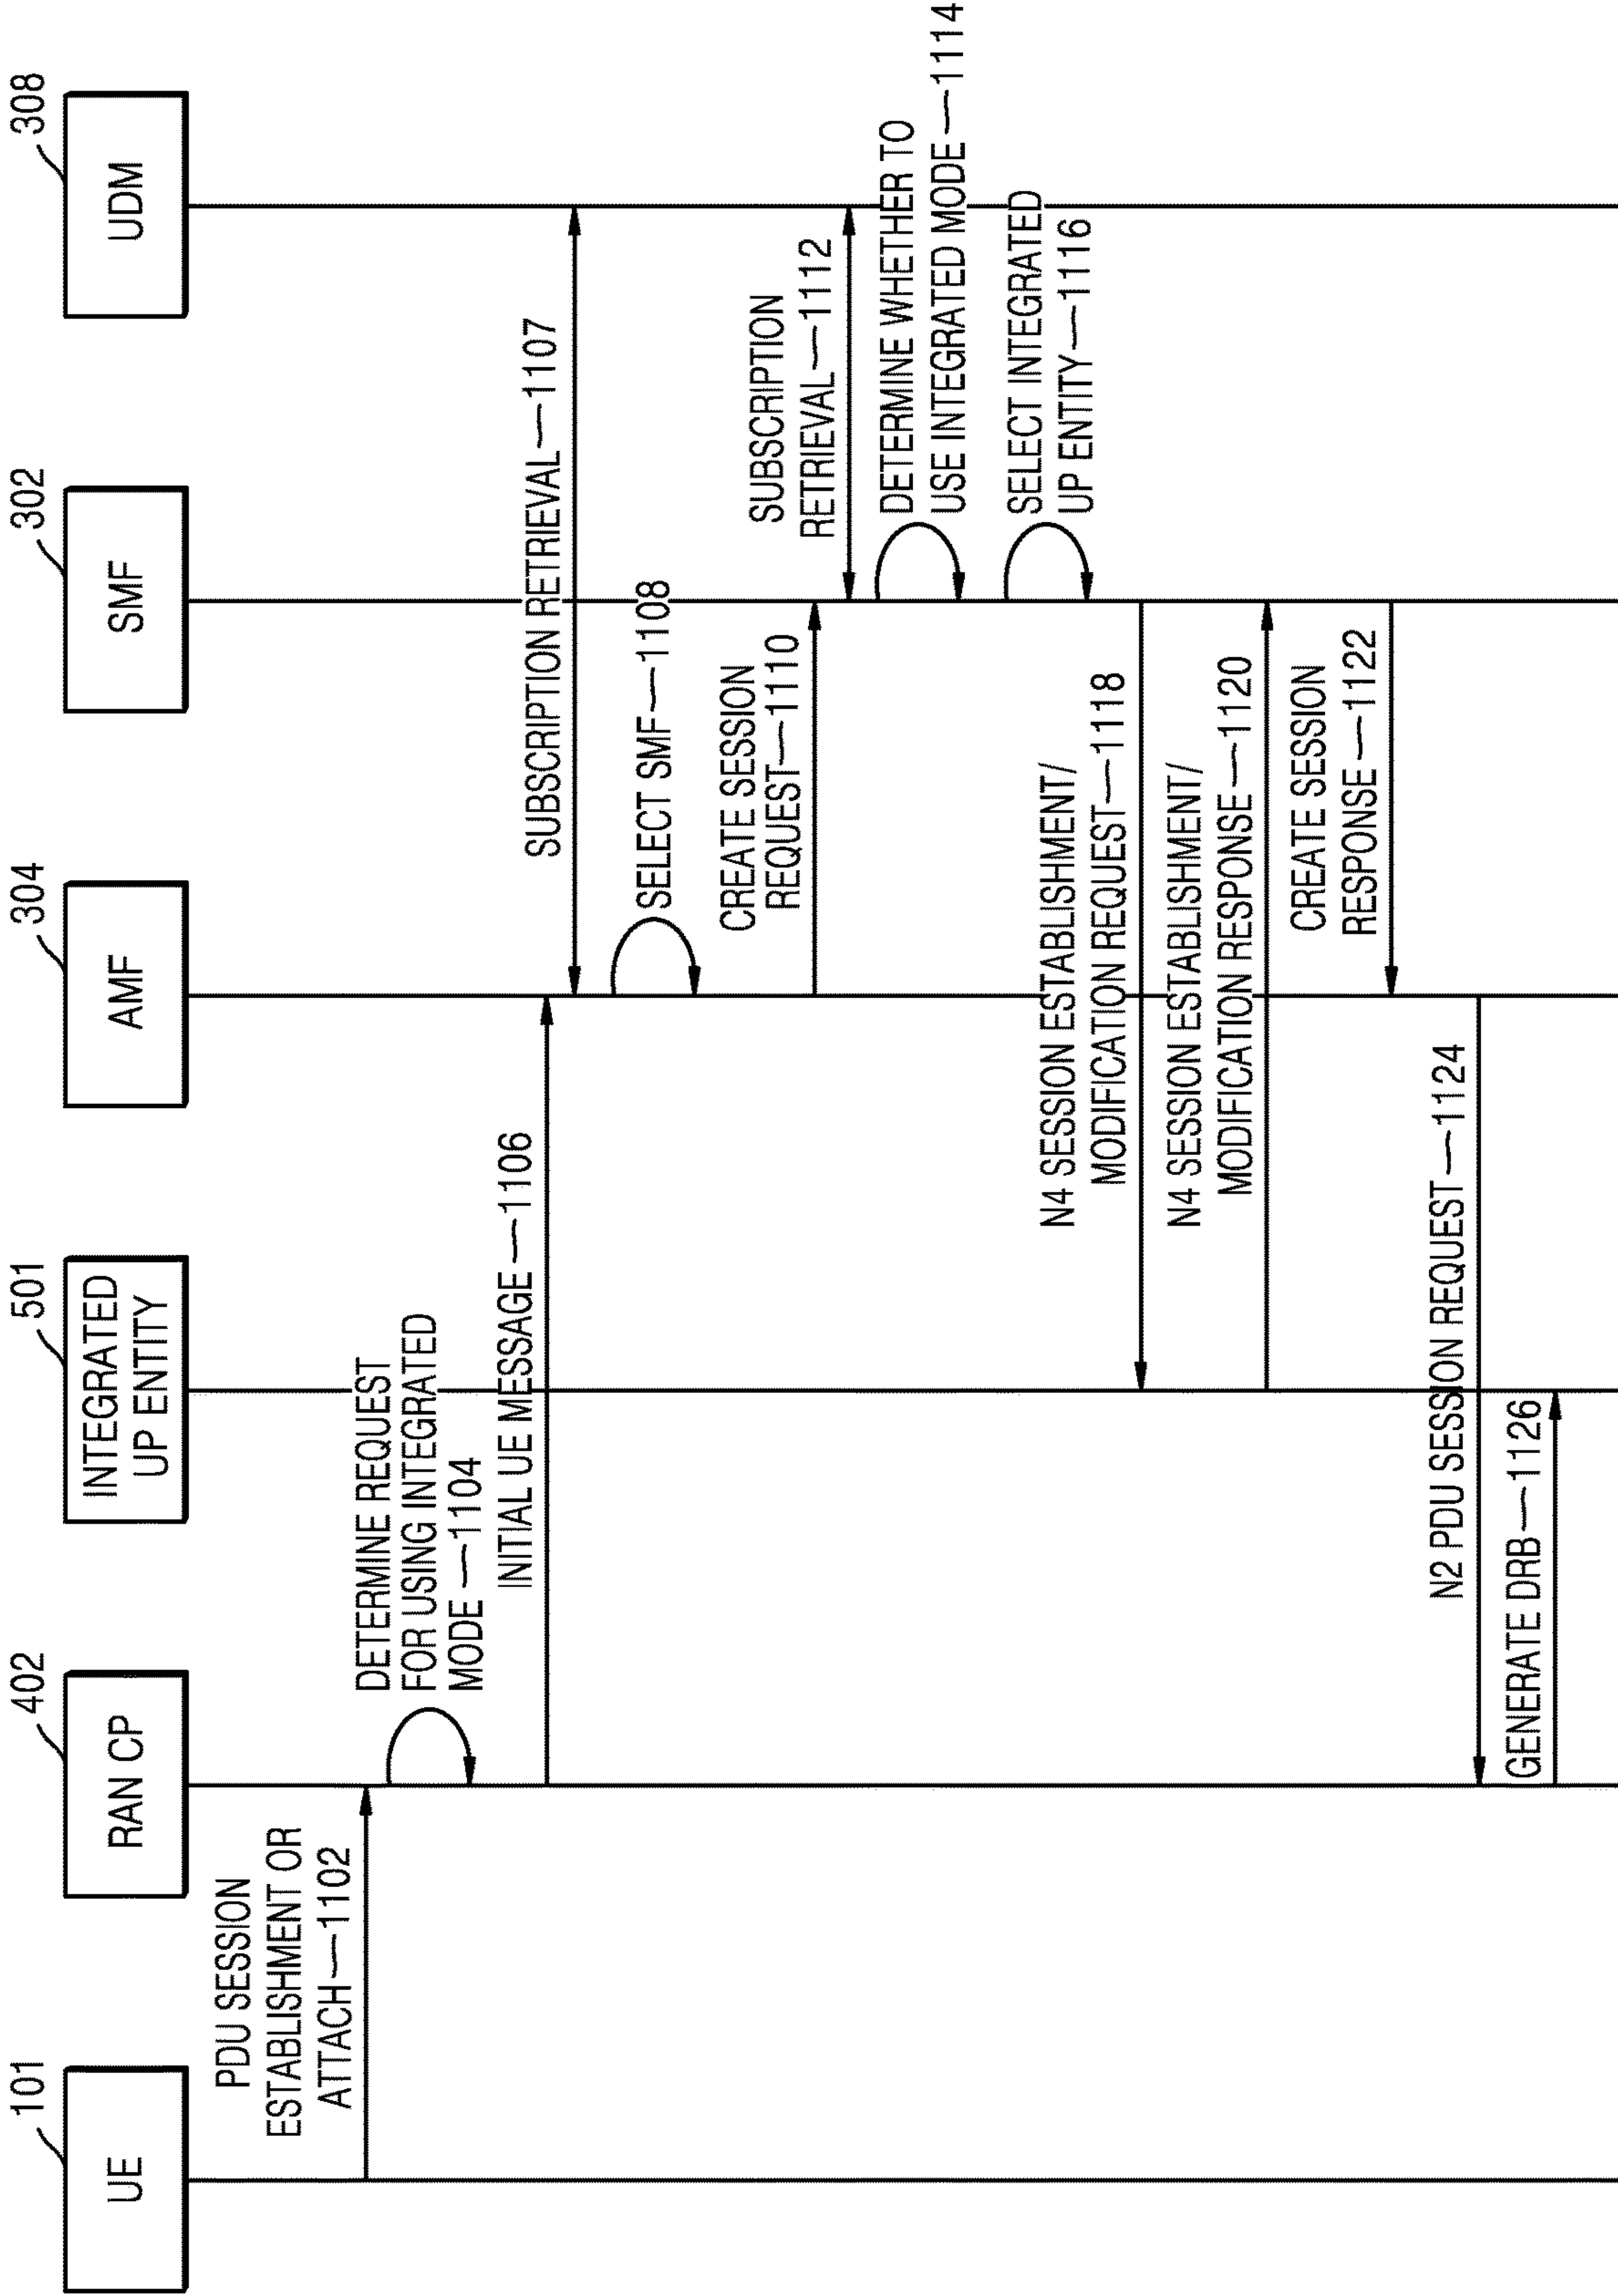 101
UE
402
RAN CP
501
INTEGRATED
UP ENTITY
304
AMF
302
SMF
308
UDM
PDU SESSION
ESTABLISHMENT OR
ATTACH 1102
DETERMINE REQUEST
FOR USING INTEGRATED
MODE 1104
INITIAL UE MESSAGE 1106
SUBSCRIPTION RETRIEVAL 1107
SELECT SMF 1108
CREATE SESSION
REQUEST 1110
SUBSCRIPTION
RETRIEVAL 1112
DETERMINE WHETHER TO
USE INTEGRATED MODE 1114
SELECT INTEGRATED
UP ENTITY 1116
N4 SESSION ESTABLISHMENT/
MODIFICATION REQUEST 1118
N4 SESSION ESTABLISHMENT/
MODIFICATION RESPONSE 1120
CREATE SESSION
RESPONSE 1122
N2 PDU SESSION REQUEST 1124
GENERATE DRB 1126